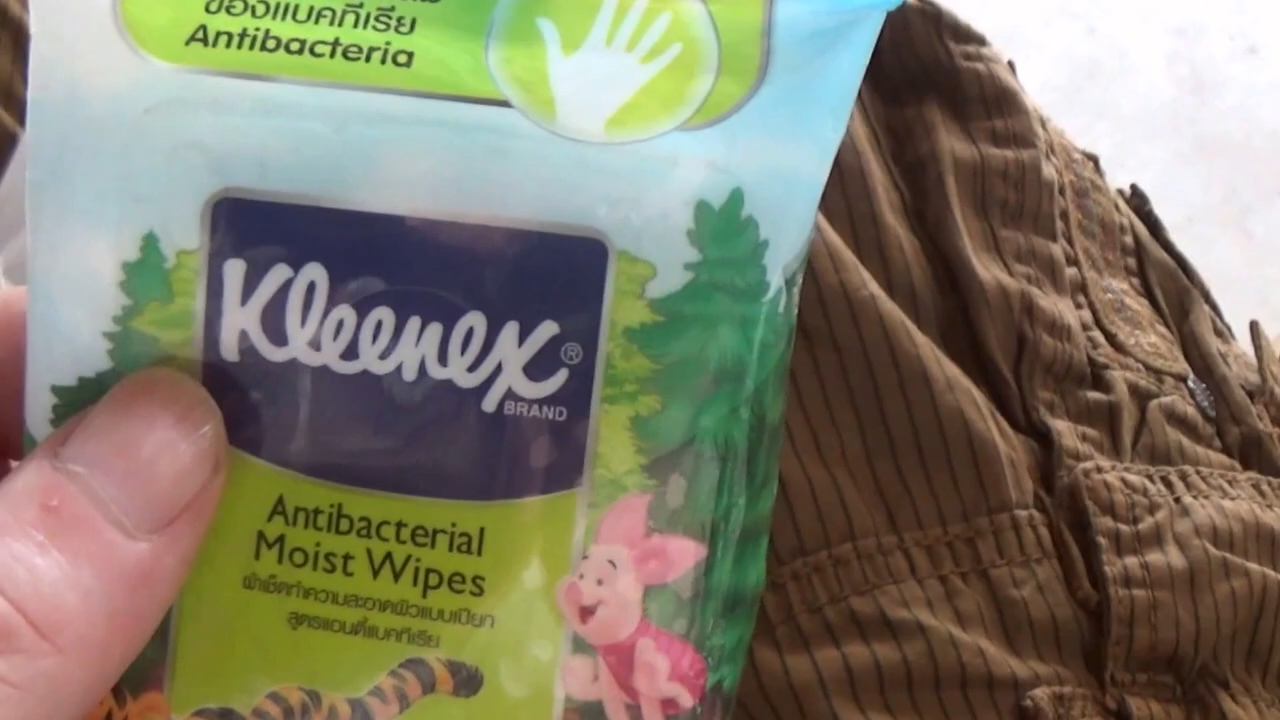 ของแบคทีเรีย
Antibacteria
Kleenex®
BRAND
Antibacterial
Moist Wipes
ผ้าเช็ดทำความสะอาดผิวแบบเปียก
สูตรแอนตี้แบคทีเรีย